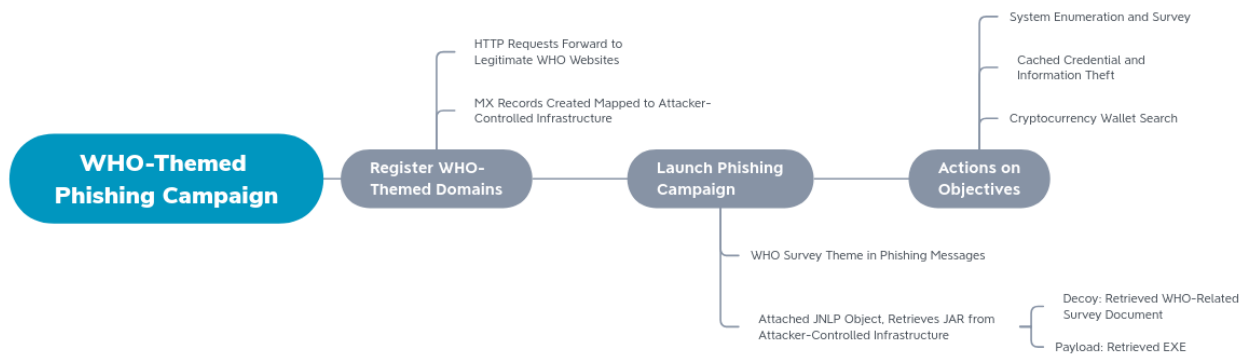 WHO-Themed
Phishing Campaign
HTTP Requests Forward to
Legitimate WHO Websites
MX Records Created Mapped to Attacker-
Controlled Infrastructure
Register WHO-
Themed Domains
Launch Phishing
Campaign
WHO Survey Theme in Phishing Messages
Attached JNLP Object, Retrieves JAR from
Attacker-Controlled Infrastructure
Decoy: Retrieved WHO-Related
Survey Document
Payload: Retrieved EXE
System Enumeration and Survey
Cached Credential and
Information Theft
Cryptocurrency Wallet Search
Actions on
Objectives